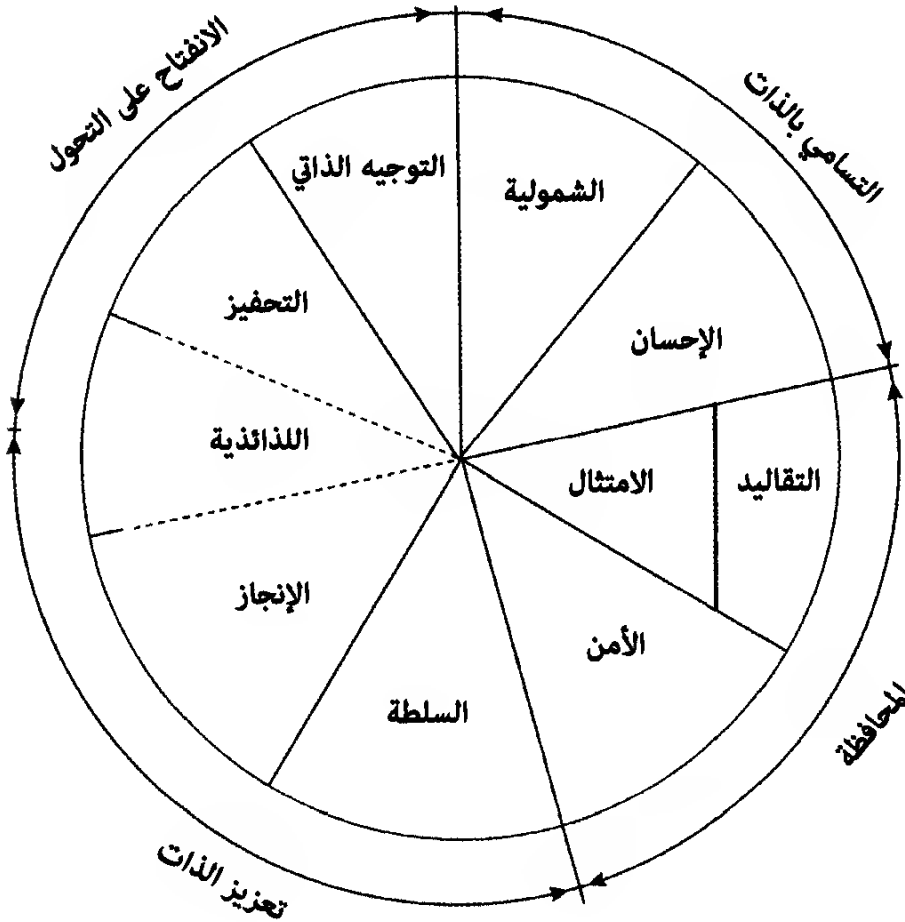 الانفتاح على التحول
التسامي بالذات
التوجيه الذاتي
الشمولية
التحفيز
الإحسان
اللذائذية
الامتثال
التقاليد
الإنجاز
الأمن
السلطة
المحافظة
تعزيز الذات